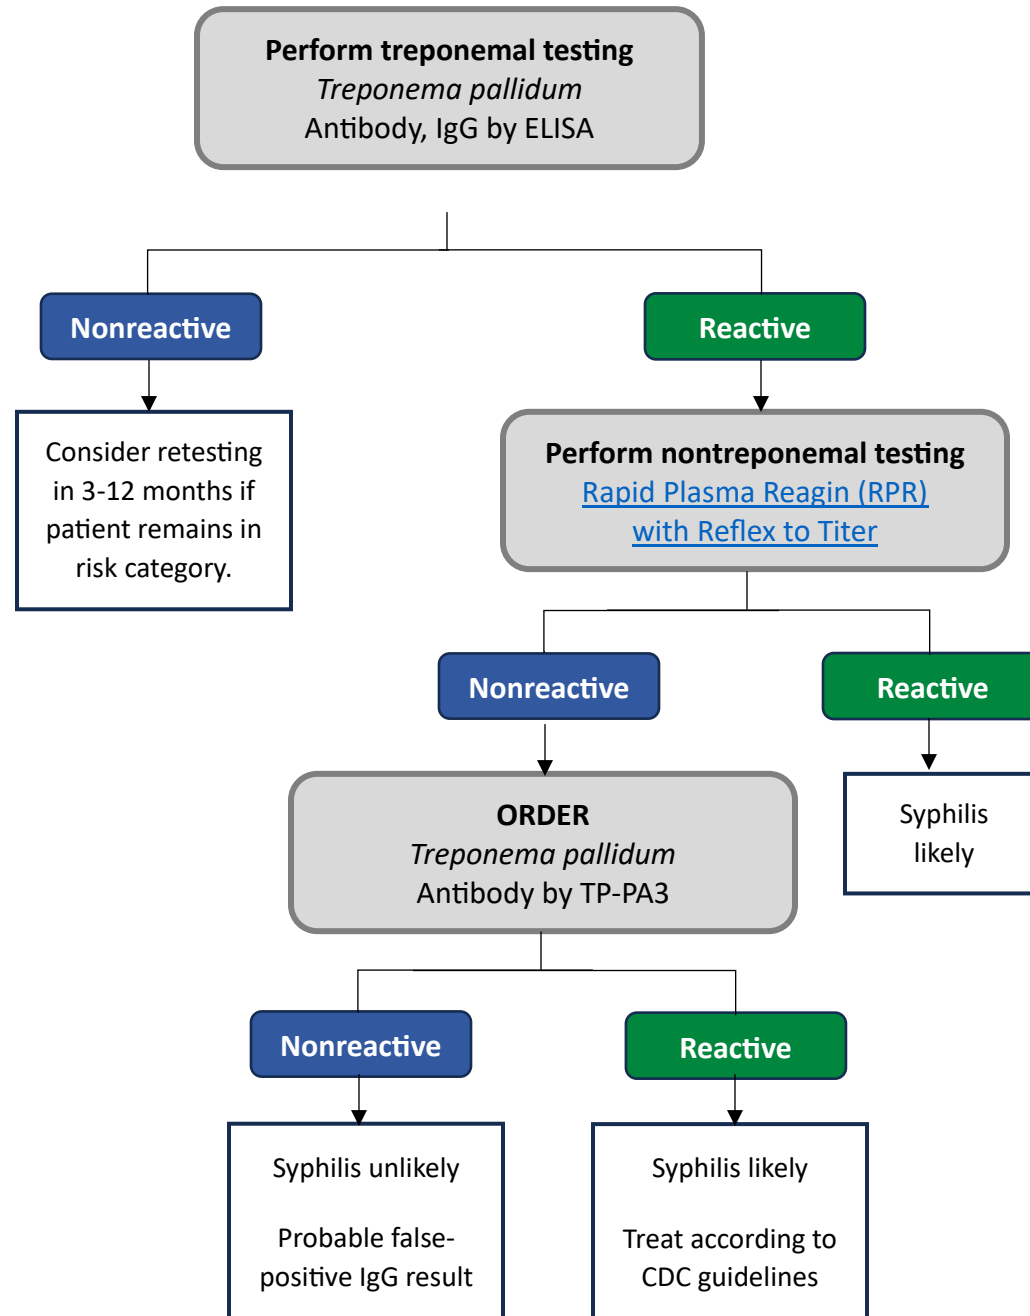 Perform treponemal testing
Treponema pallidum
Antibody, IgG by ELISA
Nonreactive
Reactive
Consider retesting
in 3-12 months if
patient remains in
risk category.
Perform nontreponemal testing
Rapid Plasma Reagin (RPR)
with Reflex to Titer
Nonreactive
Reactive
ORDER
Treponema pallidum
Antibody by TP-PA3
Syphilis
likely
Nonreactive
Reactive
Syphilis unlikely
Probable false-
positive IgG result
Syphilis likely
Treat according to
CDC guidelines